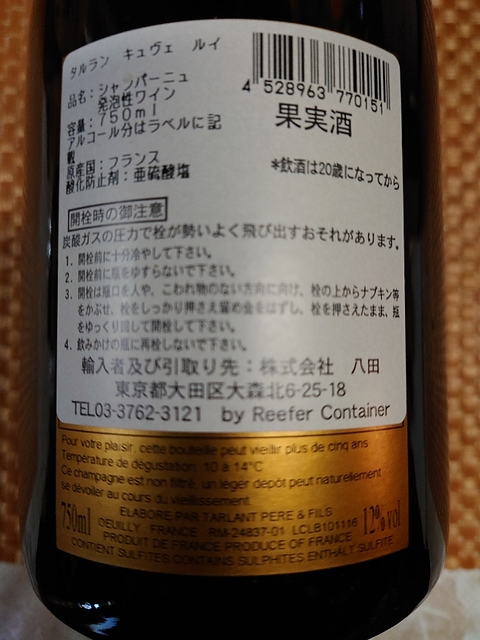 タルラン キュヴェ ルイ
4 528963 770151
品名：シャンパーニュ
発泡性ワイン
容量：750ml
アルコール分はラベルに記
載
果実酒
原産国：フランス
酸化防止剤：亜硫酸塩
*飲酒は20歳になってから
開栓時の御注意
炭酸ガスの圧力で栓が勢いよく飛び出すおそれがあります。
1. 開栓前に十分冷やして下さい。
2. 開栓前に瓶をゆすらないで下さい。
3. 開栓は瓶口を人や、こわれ物のない方向に向け、栓の上からナプキン等
をかぶせ、栓をしっかり押さえ留め金をはずし、栓を押さえたまま、瓶
をゆっくり回して開栓して下さい。
4. 飲みかけの瓶に再栓しないで下さい。
輸入者及び引取り先：株式会社 八田
東京都大田区大森北6-25-18
TEL03-3762-3121 by Reefer Container
Pour votre plaisir, cette bouteille peut vieillir plus de cinq ans
Température de dégustation: 10 à 14°C
Ce champagne est non filtré, un léger dépôt peut naturellement
se dévoiler au cours du vieillissement
750ml
ELABORE PAR TARLANT PERE & FILS
OEUILLY FRANCE RM-24837-01 LCLB101116
PRODUIT DE FRANCE PRODUCE OF FRANCE
CONTIENT SULFITES CONTAINS SULPHITES ENTHÄLT SULFITE
12% vol